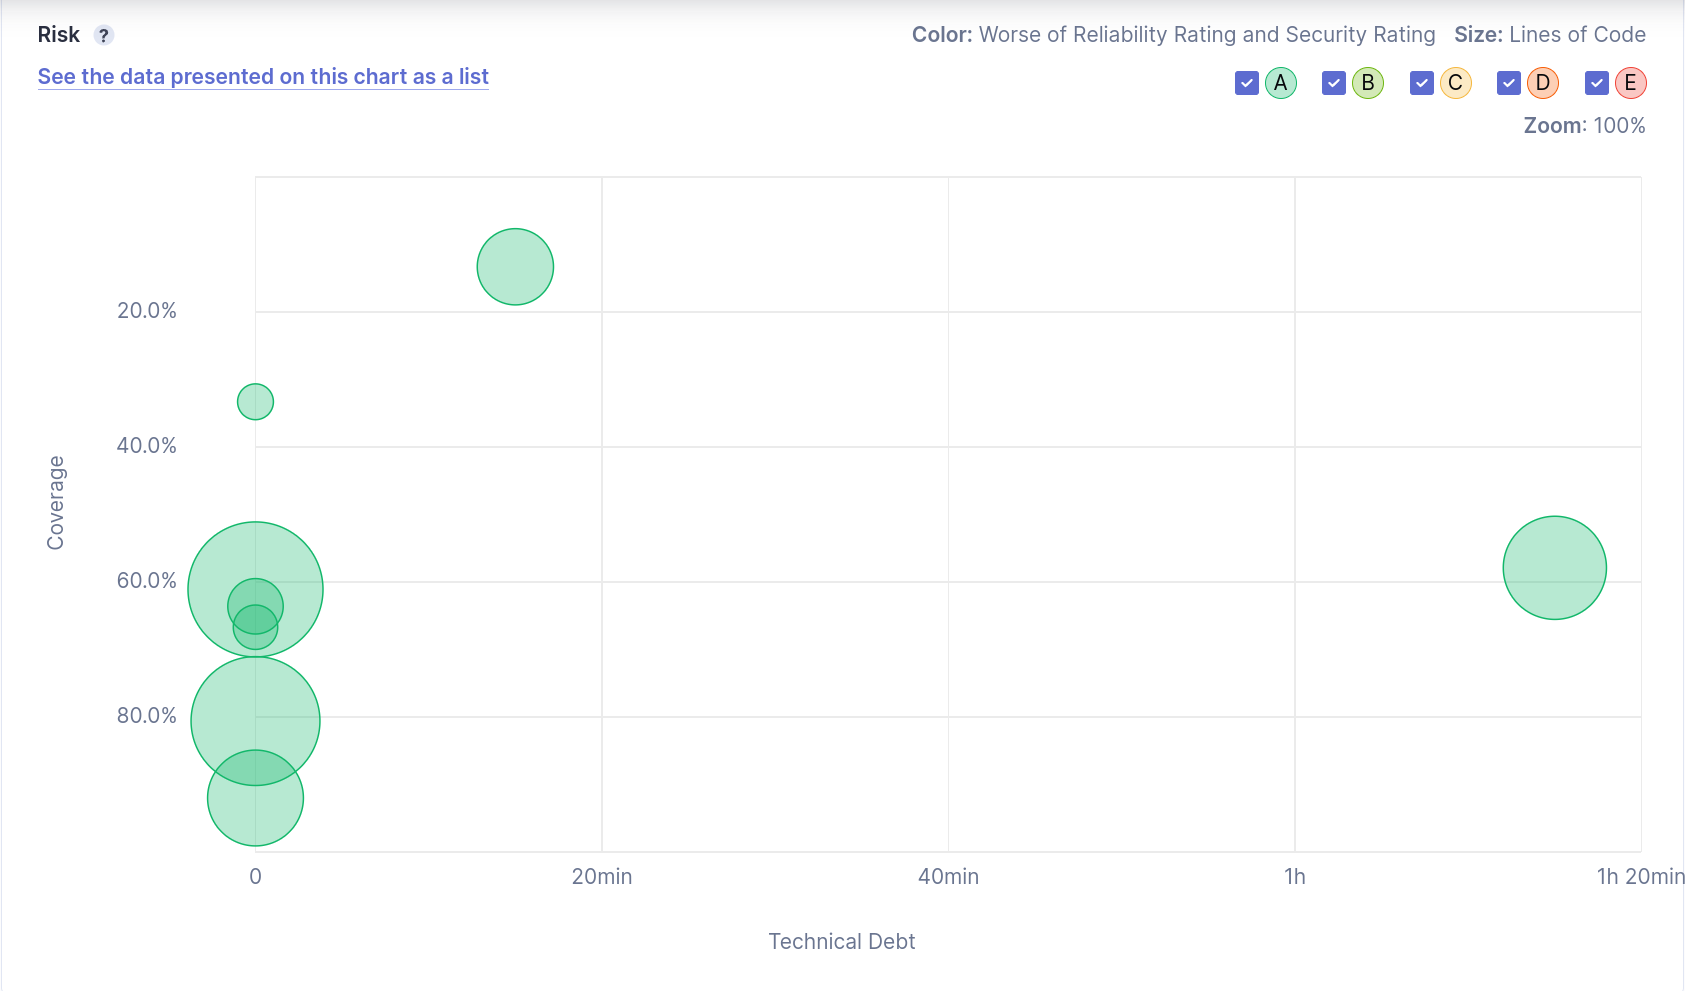 Risk ?
Color: Worse of Reliability Rating and Security Rating Size: Lines of Code
See the data presented on this chart as a list
A B C D E
Zoom: 100%
20.0%
40.0%
60.0%
80.0%
Coverage
0 20min 40min 1h 1h 20min
Technical Debt